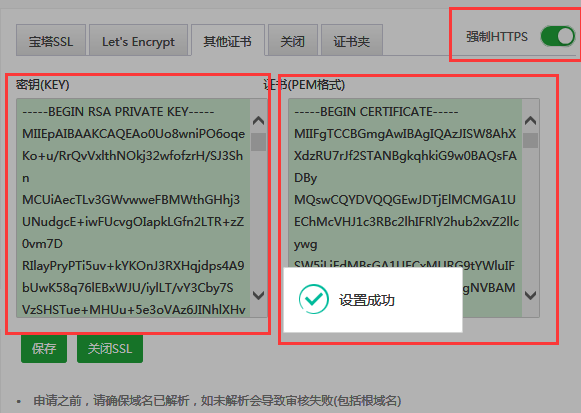 宝塔SSL Let's Encrypt 其他证书 关闭 证书夹 强制HTTPS
密钥(KEY) 证书(PEM格式)
-----BEGIN RSA PRIVATE KEY-----
MIIEpAIBAAKCAQEAo0Uo8wniPO6oqe
Ko+u/RrQvVxlthNOkj32wfofzrH/SJ3Sh
n
MCUiAecTLv3GWvwweFBMWthGHhj3
UNudgcE+iwFUcvgOIapkLGfn2LTR+zZ
0vm7D
RIlayPryPTi5uv+kYKOnJ3RXHqjdps4A9
bUwK58q76lEBxWJU/iylLT/vY3Cby7S
VzSHSTue+MHUu+5e3oVAz6JINhlXHv
-----BEGIN CERTIFICATE-----
MIIFgTCCBGmgAwIBAgIQAzJISW8AhX
XdzRU7rJf2STANBgkqhkiG9w0BAQsFA
DBy
MQswCQYDVQQGEwJDTjElMCMGA1U
EChMcVHJ1c3RBc2lhIFRlY2hub2xvZ2llc
ywg
gNVBAM
设置成功
保存 关闭SSL
申请之前，请确保域名已解析，如未解析会导致审核失败(包括根域名)